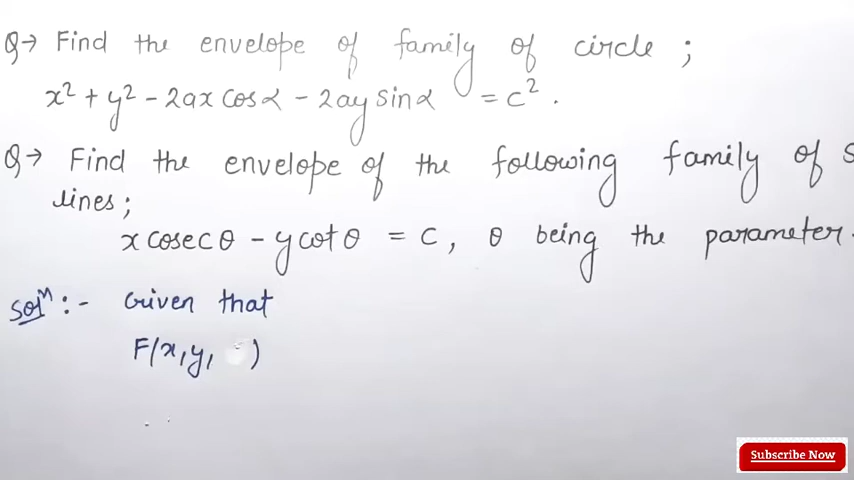 Q→ Find the envelope of family of circle ;
x² + y² - 2ax cos α - 2ay sin α = c² .
Q→ Find the envelope of the following family of s
lines ;
x cosec θ - y cot θ = c , θ being the parameter.
Solⁿ :- Given that
F(x, y, )
Subscribe Now